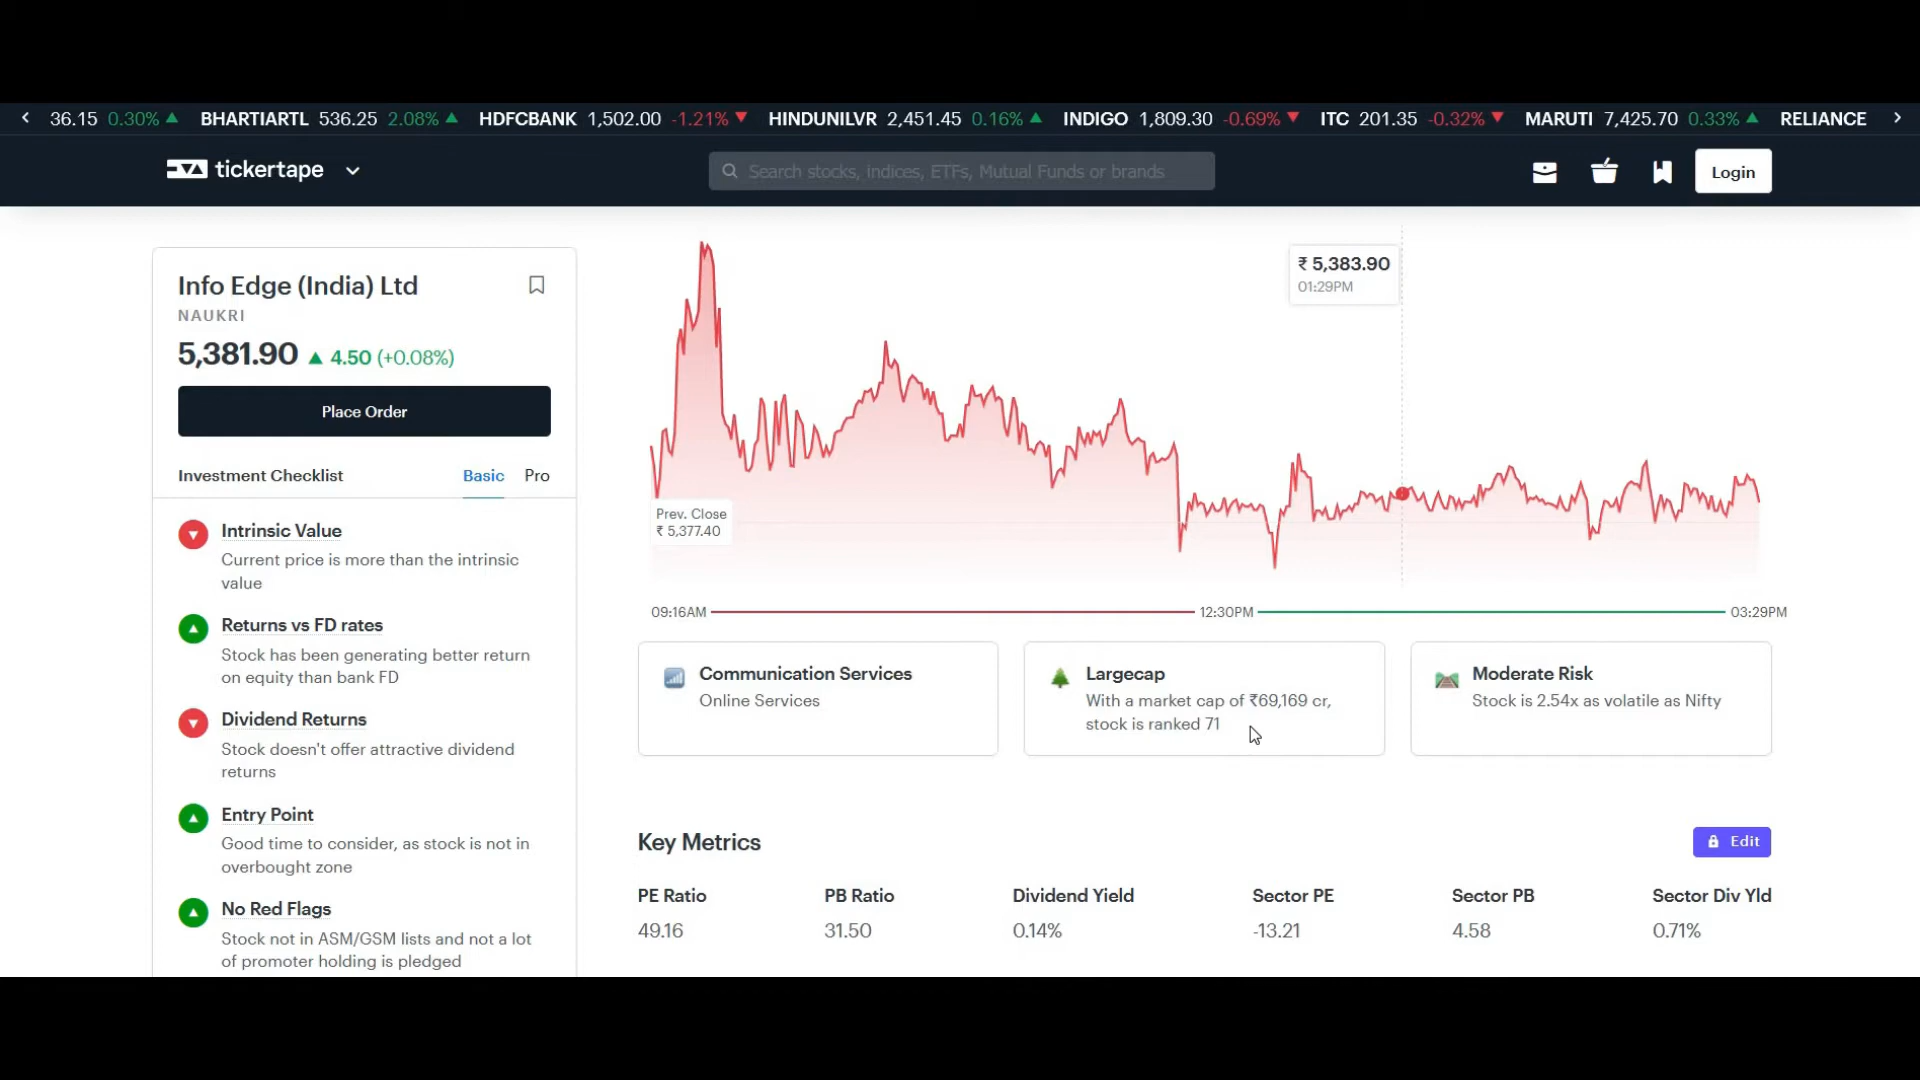 36.15 0.30% ▲ BHARTIARTL 536.25 2.08% ▲ HDFCBANK 1,502.00 -1.21% ▼ HINDUNILVR 2,451.45 0.16% ▲ INDIGO 1,809.30 -0.69% ▼ ITC 201.35 -0.32% ▼ MARUTI 7,425.70 0.33% ▲ RELIANCE
tickertape
Search stocks, indices, ETFs, Mutual Funds or brands
Login
Info Edge (India) Ltd
NAUKRI
5,381.90 ▲ 4.50 (+0.08%)
Place Order
Investment Checklist Basic Pro
Intrinsic Value
Current price is more than the intrinsic
value
Returns vs FD rates
Stock has been generating better return
on equity than bank FD
Dividend Returns
Stock doesn't offer attractive dividend
returns
Entry Point
Good time to consider, as stock is not in
overbought zone
No Red Flags
Stock not in ASM/GSM lists and not a lot
of promoter holding is pledged
₹ 5,383.90
01:29PM
Prev. Close
₹ 5,377.40
09:16AM 12:30PM 03:29PM
Communication Services
Online Services
Largecap
With a market cap of ₹69,169 cr,
stock is ranked 71
Moderate Risk
Stock is 2.54x as volatile as Nifty
Key Metrics
Edit
PE Ratio PB Ratio Dividend Yield Sector PE Sector PB Sector Div Yld
49.16 31.50 0.14% -13.21 4.58 0.71%